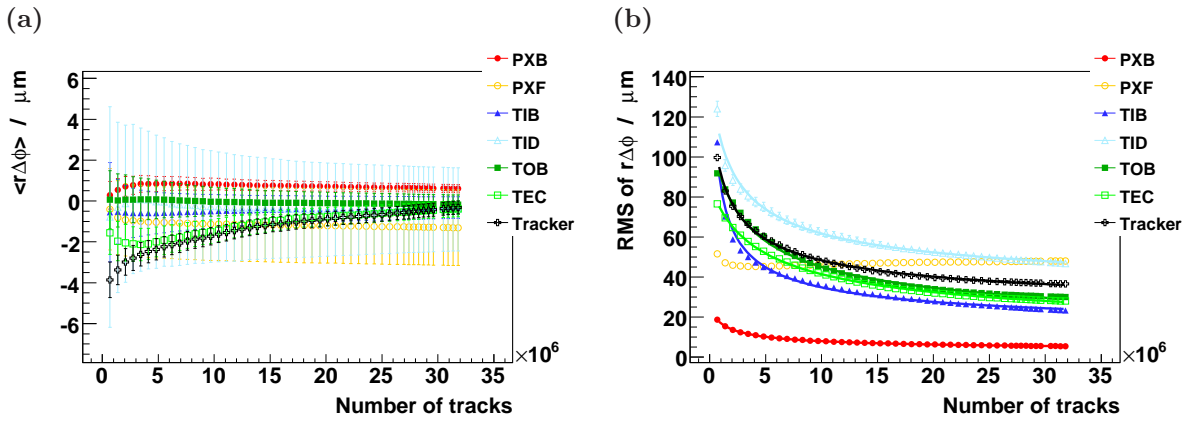 (a)
<rΔϕ> / μm
6
4
2
0
-2
-4
-6
0 5 10 15 20 25 30 35
×10⁶
Number of tracks
PXB
PXF
TIB
TID
TOB
TEC
Tracker
(b)
RMS of rΔϕ / μm
140
120
100
80
60
40
20
0
0 5 10 15 20 25 30 35
×10⁶
Number of tracks
PXB
PXF
TIB
TID
TOB
TEC
Tracker